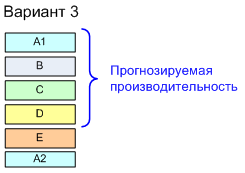 Вариант 3
A1
B
C
D
E
A2
Прогнозируемая
производительность